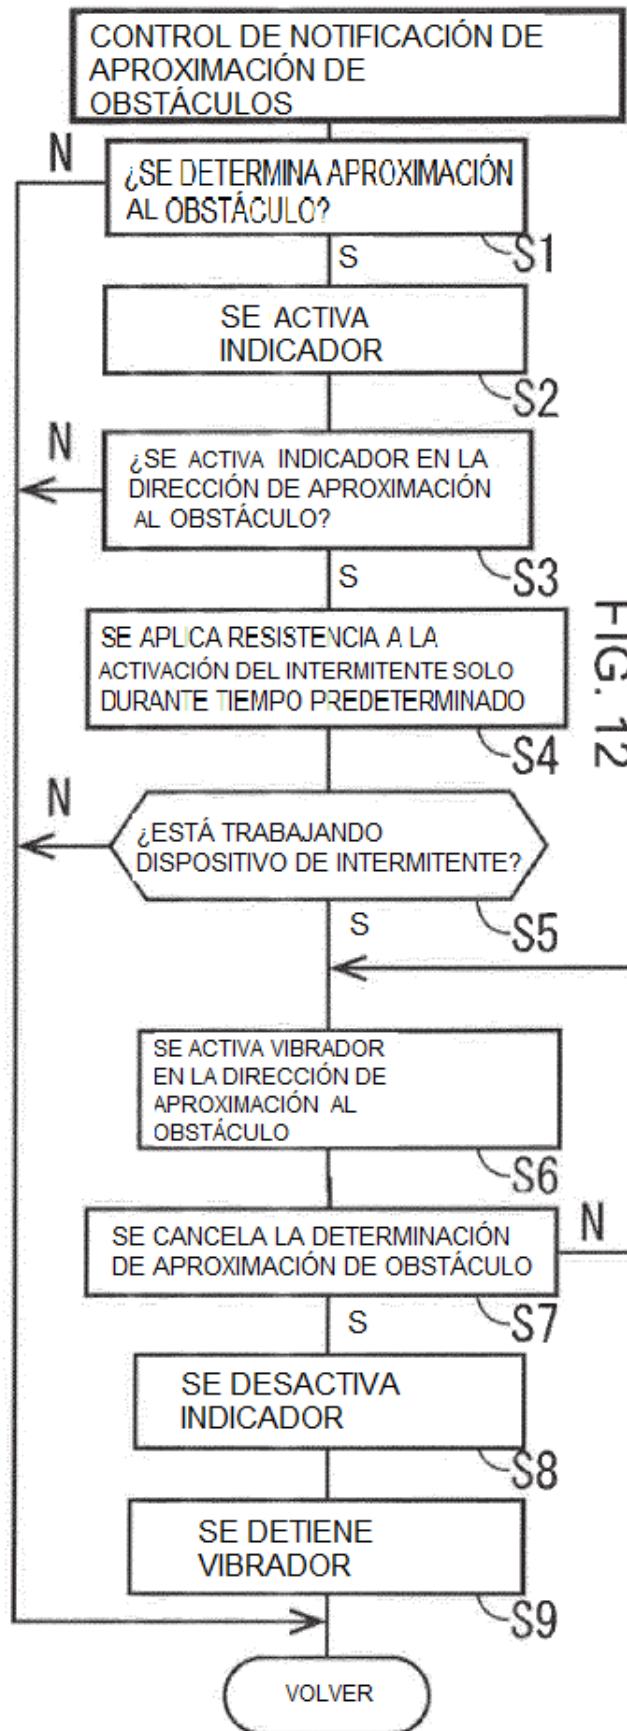 CONTROL DE NOTIFICACIÓN DE
APROXIMACIÓN DE
OBSTÁCULOS
N
¿SE DETERMINA APROXIMACIÓN
AL OBSTÁCULO?
S1
S
SE ACTIVA
INDICADOR
S2
N
¿SE ACTIVA INDICADOR EN LA
DIRECCIÓN DE APROXIMACIÓN
AL OBSTÁCULO?
S3
S
SE APLICA RESISTENCIA A LA
ACTIVACIÓN DEL INTERMITENTE SOLO
DURANTE TIEMPO PREDETERMINADO
S4
FIG. 12
N
¿ESTÁ TRABAJANDO
DISPOSITIVO DE INTERMITENTE?
S5
S
SE ACTIVA VIBRADOR
EN LA DIRECCIÓN DE
APROXIMACIÓN AL
OBSTÁCULO
S6
SE CANCELA LA DETERMINACIÓN
DE APROXIMACIÓN DE OBSTÁCULO
N
S7
S
SE DESACTIVA
INDICADOR
S8
SE DETIENE
VIBRADOR
S9
VOLVER